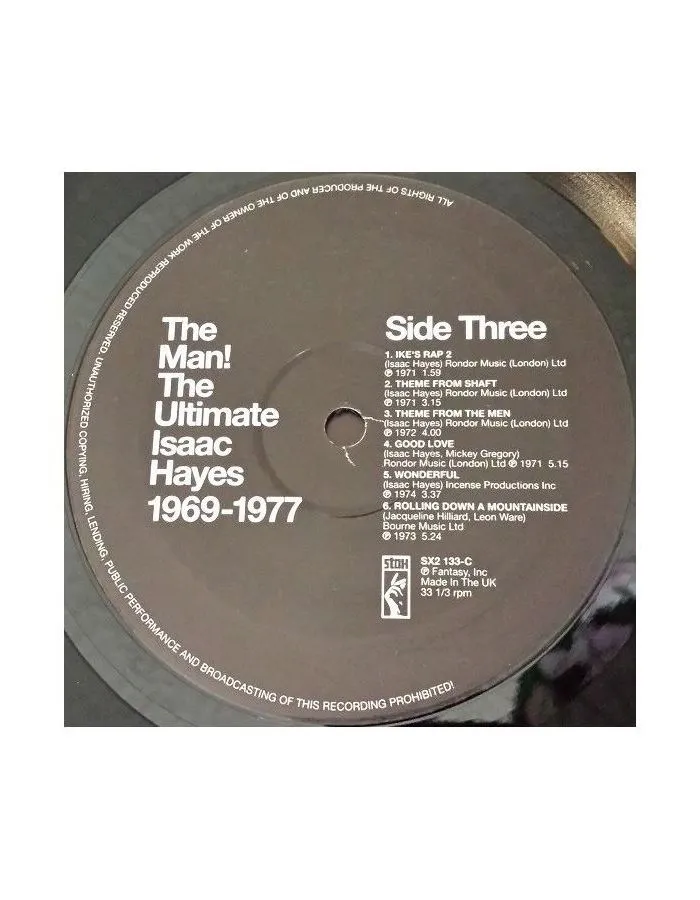 ALL RIGHTS OF THE PRODUCER AND OF THE OWNER OF THE WORK REPRODUCED RESERVED. UNAUTHORIZED COPYING, HIRING, LENDING, PUBLIC PERFORMANCE AND BROADCASTING OF THIS RECORDING PROHIBITED!
The
Man!
The
Ultimate
Isaac
Hayes
1969-1977
Side Three
1. IKE'S RAP 2
(Isaac Hayes) Rondor Music (London) Ltd
℗ 1971 1.59
2. THEME FROM SHAFT
(Isaac Hayes) Rondor Music (London) Ltd
℗ 1971 3.15
3. THEME FROM THE MEN
(Isaac Hayes) Rondor Music (London) Ltd
℗ 1972 4.00
4. GOOD LOVE
(Isaac Hayes, Mickey Gregory)
Rondor Music (London) Ltd ℗ 1971 5.15
5. WONDERFUL
(Isaac Hayes) Incense Productions Inc
℗ 1974 3.37
6. ROLLING DOWN A MOUNTAINSIDE
(Jacqueline Hilliard, Leon Ware)
Bourne Music Ltd
℗ 1973 5.24
stax
SX2 133-C
℗ Fantasy, Inc
Made In The UK
33 1/3 rpm